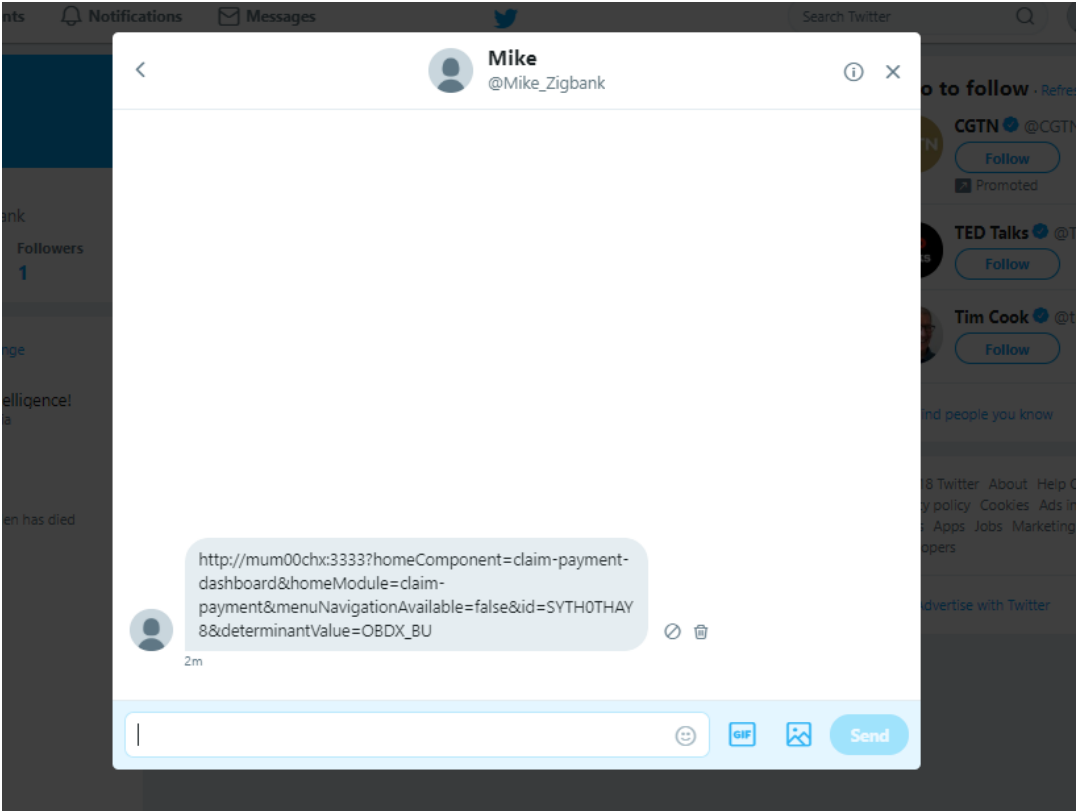 nts
Notifications
Messages
Search Twitter
Mike
@Mike_Zigbank
o to follow · Refres
CGTN @CGTN
Follow
Promoted
TED Talks @T
Follow
Tim Cook @t
Follow
ind people you know
ank
Followers
1
nge
elligence!
en has died
18 Twitter About Help C
y policy Cookies Ads in
s Apps Jobs Marketing
opers
Advertise with Twitter
http://mum00chx:3333?homeComponent=claim-payment-
dashboard&homeModule=claim-
payment&menuNavigationAvailable=false&id=SYTH0THAY
8&determinantValue=OBDX_BU
2m
GIF
Send